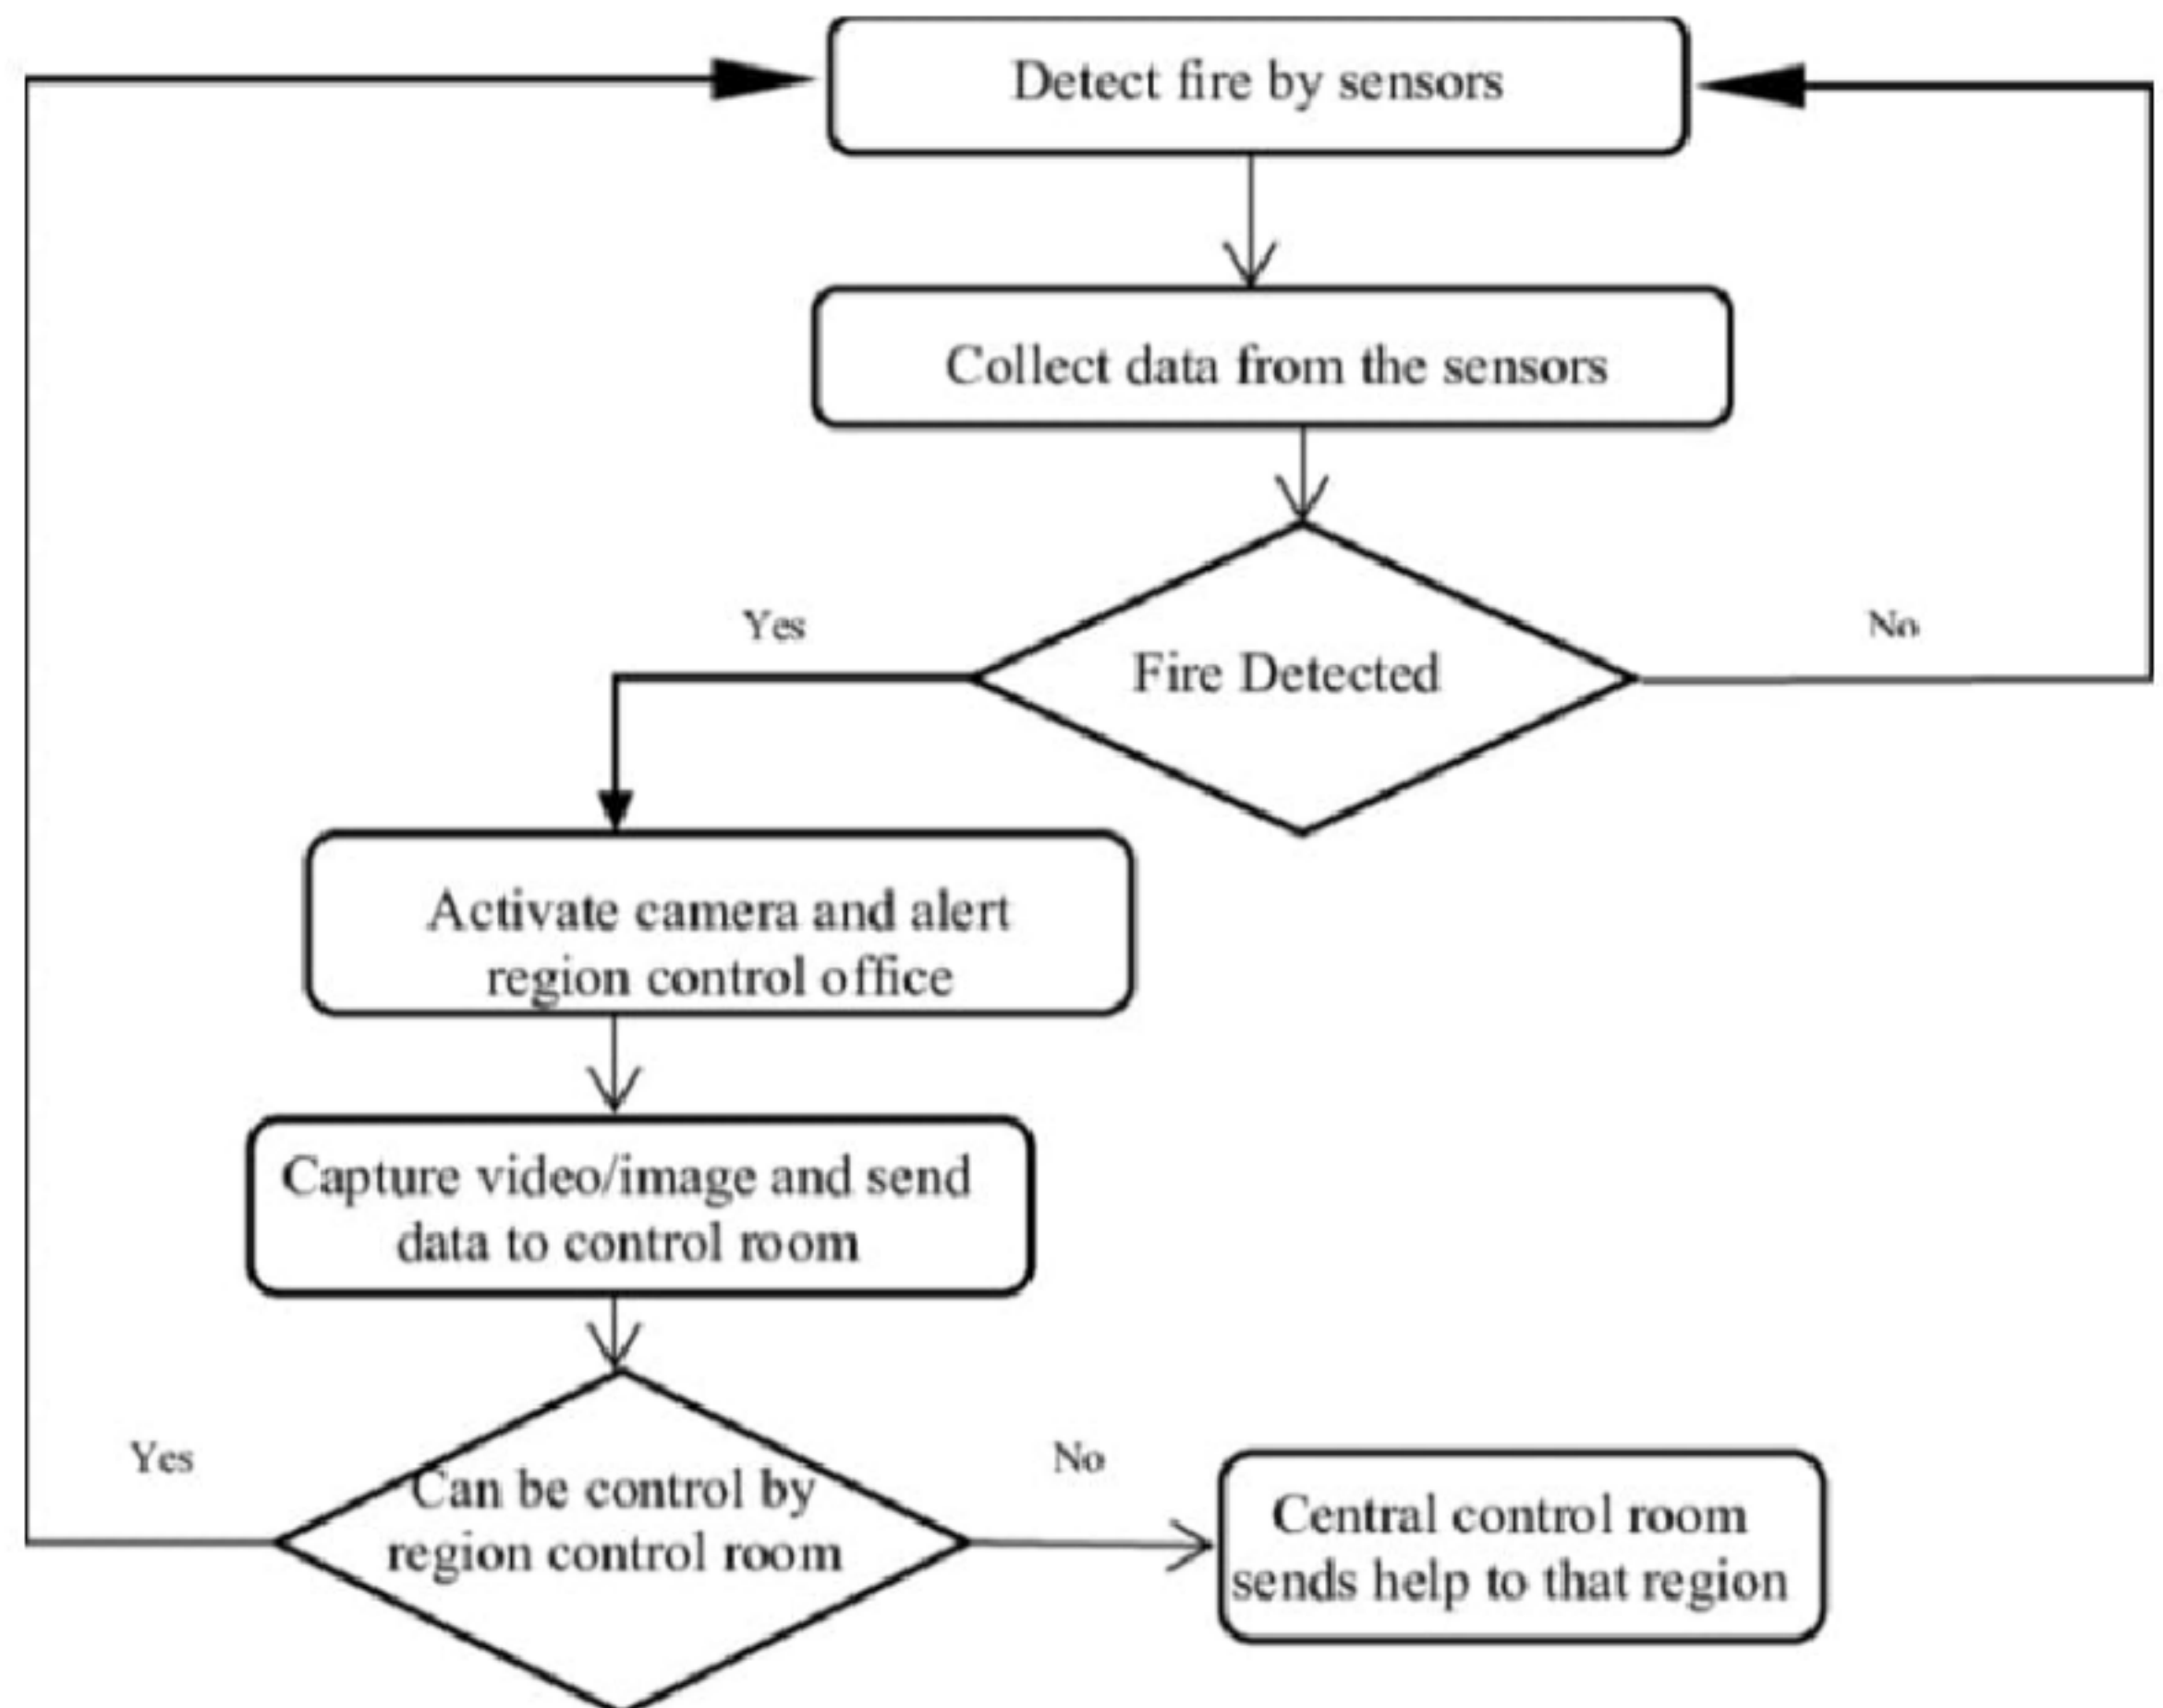 Detect fire by sensors
Collect data from the sensors
Yes
No
Fire Detected
Activate camera and alert
region control office
Capture video/image and send
data to control room
Yes
No
Can be control by
region control room
Central control room
sends help to that region